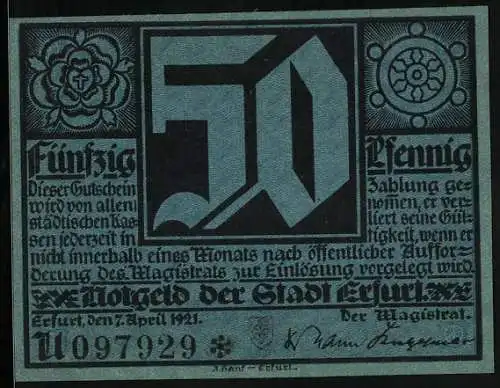 50
Fünfzig Pfennig
Dieser Gutschein
wird von allen
städtischen Kas-
sen jederzeit in
Zahlung ge-
nommen, er ver-
liert seine Gül-
tigkeit, wenn er
nicht innerhalb eines Monats nach öffentlicher Auffor-
derung des Magistrats zur Einlösung vorgelegt wird.
Notgeld der Stadt Erfurt.
Erfurt, den 7. April 1921. Der Magistrat.
U097929 *